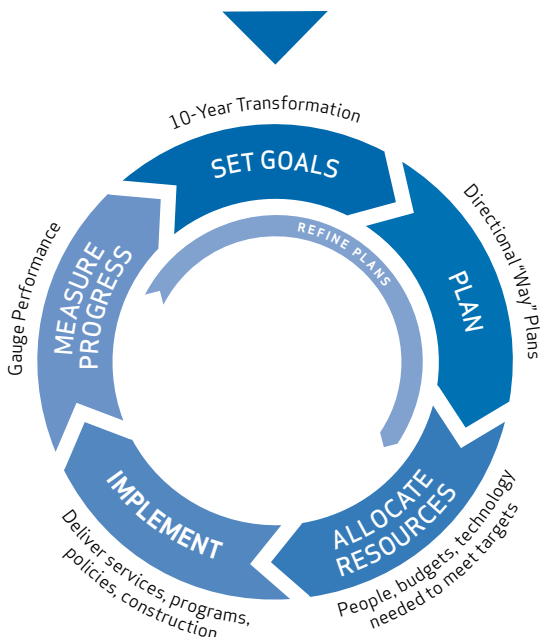 10-Year Transformation
SET GOALS
REFINE PLANS
Directional “Way” Plans
PLAN
ALLOCATE
RESOURCES
People, budgets, technology
needed to meet targets
IMPLEMENT
Deliver services, programs,
policies, construction
Gauge Performance
MEASURE
PROGRESS